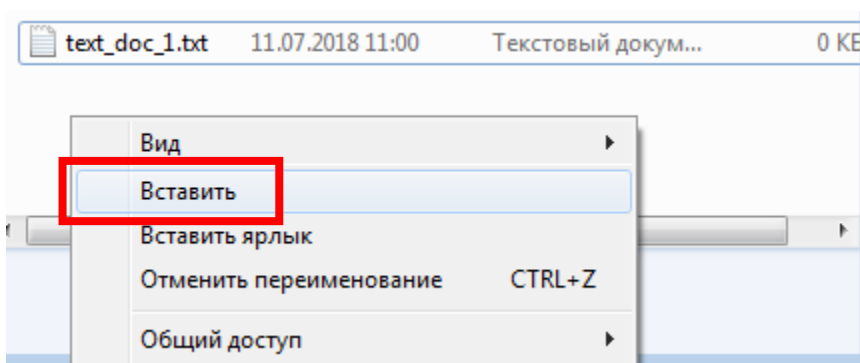 text_doc_1.txt 11.07.2018 11:00 Текстовый докум... 0 КБ
Вид
Вставить
Вставить ярлык
Отменить переименование CTRL+Z
Общий доступ